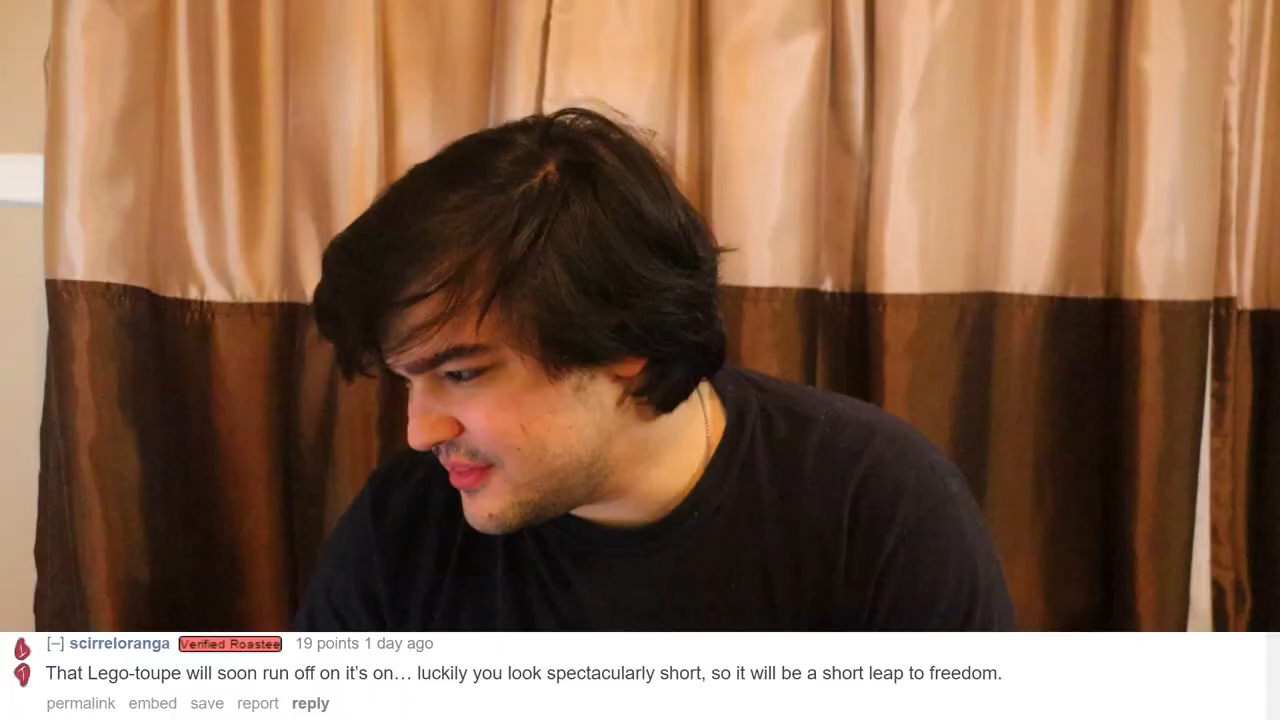 [–] scirreloranga Verified Roastee 19 points 1 day ago
That Lego-toupe will soon run off on it’s on… luckily you look spectacularly short, so it will be a short leap to freedom.
permalink embed save report reply